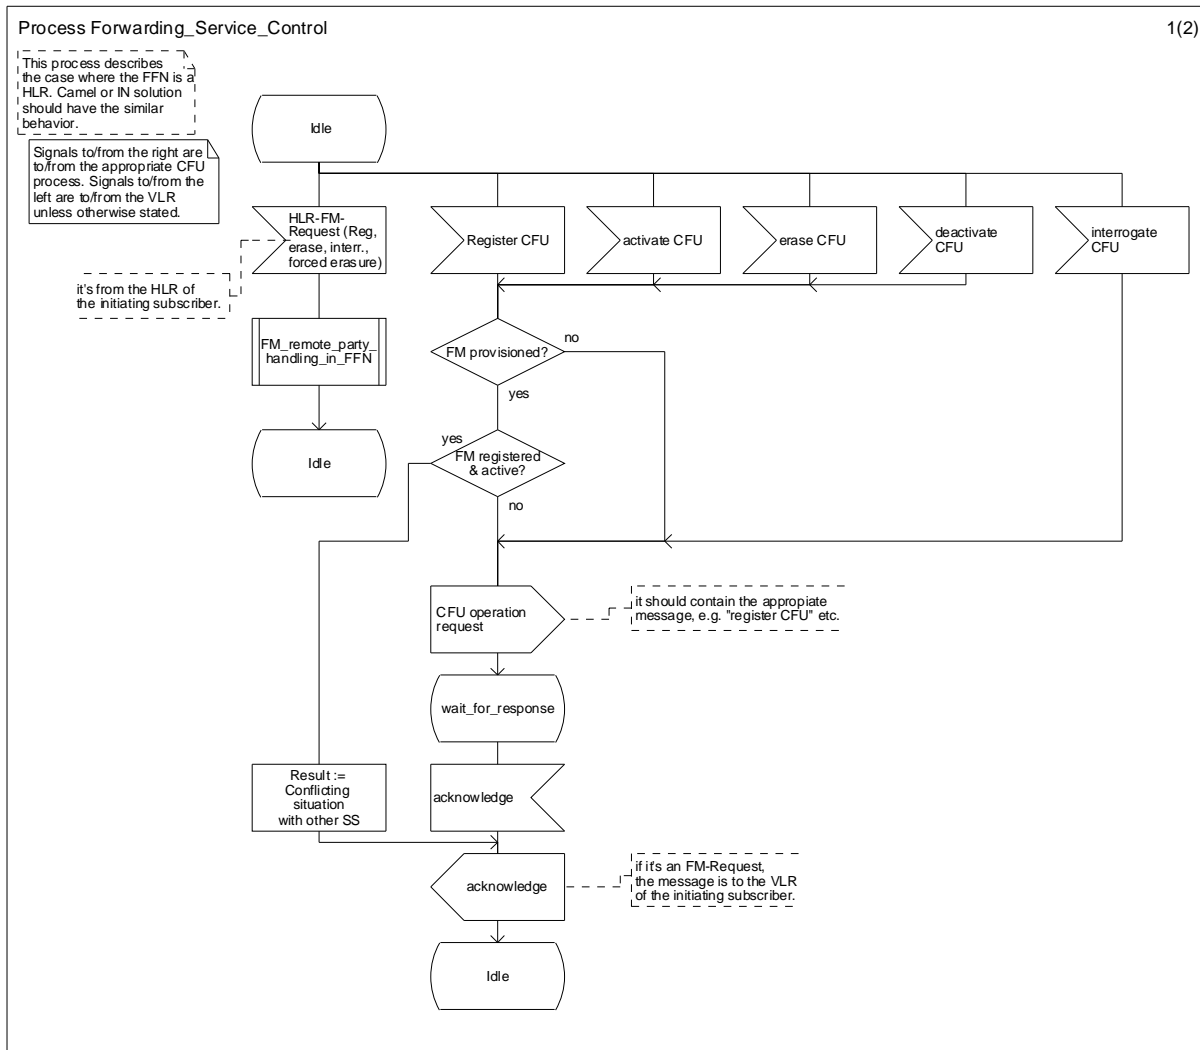 Process Forwarding_Service_Control
1(2)
This process describes
the case where the FFN is a
HLR. Camel or IN solution
should have the similar
behavior.
Signals to/from the right are
to/from the appropriate CFU
process. Signals to/from the
left are to/from the VLR
unless otherwise stated.
Idle
HLR-FM-
Request (Reg,
erase, interr.,
forced erasure)
Register CFU
activate CFU
erase CFU
deactivate
CFU
interrogate
CFU
it's from the HLR of
the initiating subscriber.
FM_remote_party_
handling_in_FFN
Idle
FM provisioned?
no
yes
yes
FM registered
& active?
no
CFU operation
request
it should contain the appropiate
message, e.g. "register CFU" etc.
wait_for_response
Result :=
Conflicting
situation
with other SS
acknowledge
acknowledge
if it's an FM-Request,
the message is to the VLR
of the initiating subscriber.
Idle